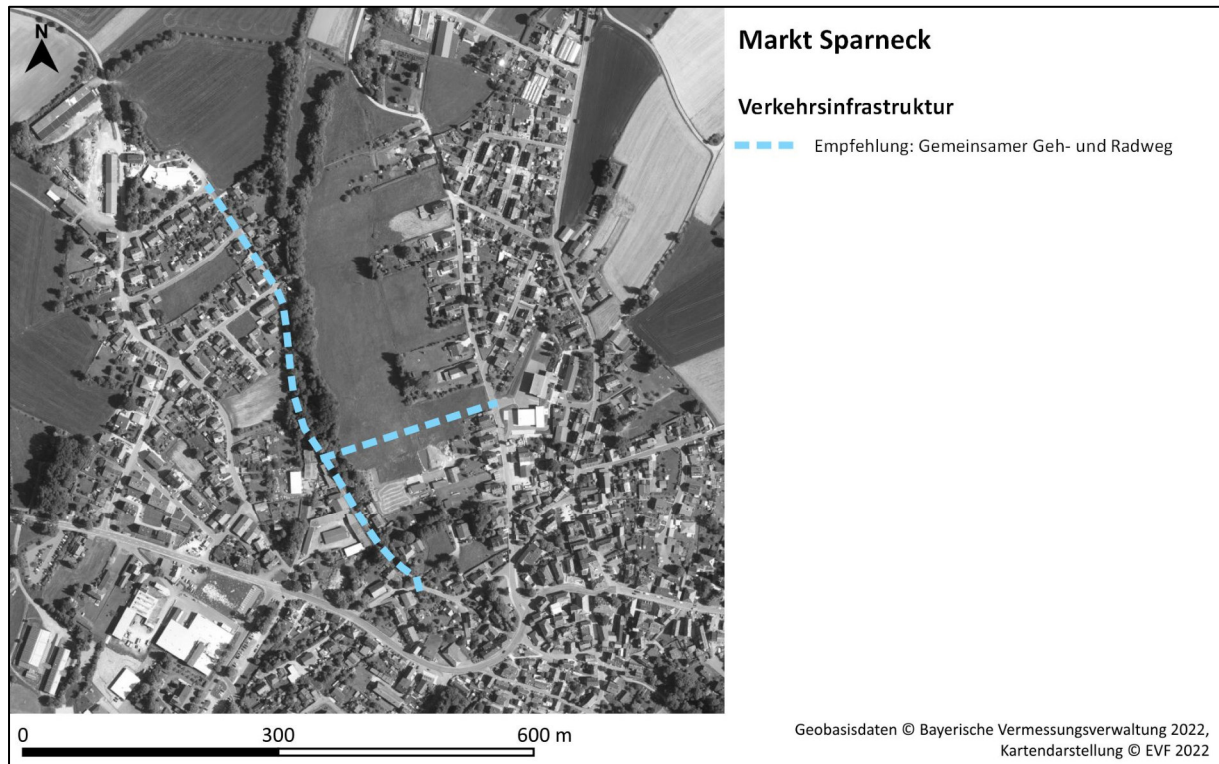 N
Markt Sparneck
Verkehrsinfrastruktur
Empfehlung: Gemeinsamer Geh- und Radweg
0 300 600 m
Geobasisdaten © Bayerische Vermessungsverwaltung 2022,
Kartendarstellung © EVF 2022